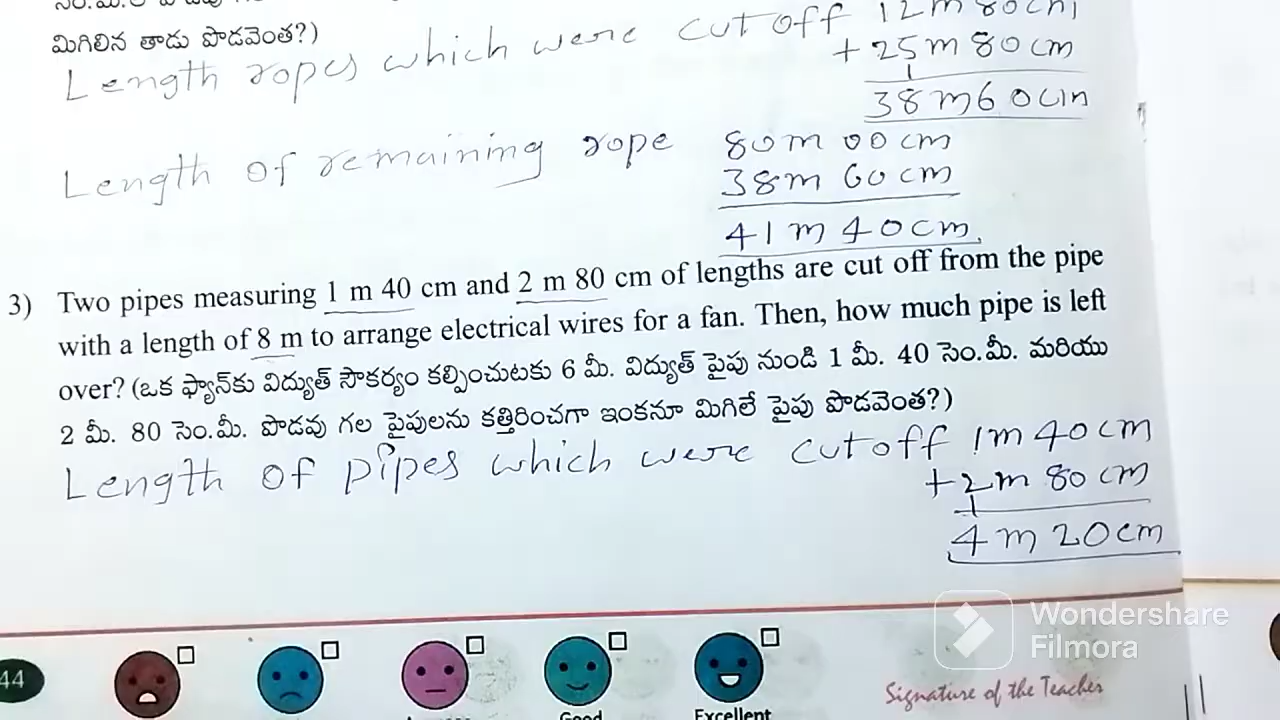 మిగిలిన తాడు పొడవెంత?)
Length ropes which were cut off 12m 80cm
+ 25m 80cm
1
38m60cm
Length of remaining rope 80m 00cm
38m 60cm
41m 40cm.
3) Two pipes measuring 1 m 40 cm and 2 m 80 cm of lengths are cut off from the pipe
with a length of 8 m to arrange electrical wires for a fan. Then, how much pipe is left
over? (ఒక ఫ్యాన్‌కు విద్యుత్ సౌకర్యం కల్పించుటకు 6 మీ. విద్యుత్ పైపు నుండి 1 మీ. 40 సెం.మీ. మరియు
2 మీ. 80 సెం.మీ. పొడవు గల పైపులను కత్తిరించగా ఇంకనూ మిగిలే పైపు పొడవెంత?)
Length of pipes which were cutoff 1m 40cm
+2m 80cm
1
4m 20cm
Wondershare
Filmora
44
Good Excellent
Signature of the Teacher